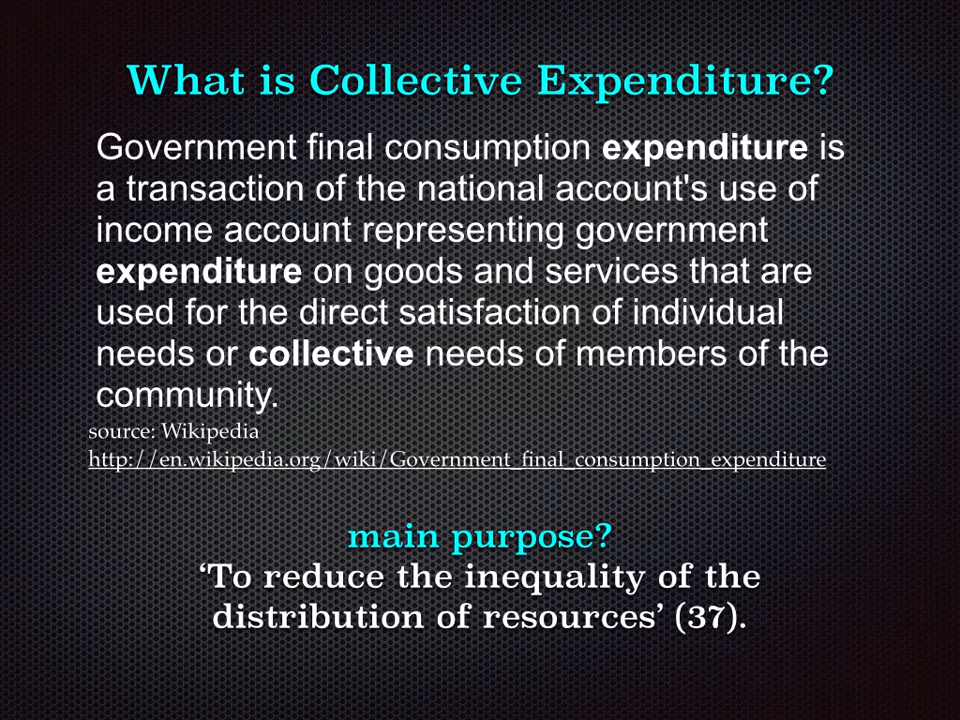 What is Collective Expenditure?
Government final consumption expenditure is
a transaction of the national account's use of
income account representing government
expenditure on goods and services that are
used for the direct satisfaction of individual
needs or collective needs of members of the
community.
source: Wikipedia
http://en.wikipedia.org/wiki/Government_final_consumption_expenditure
main purpose?
‘To reduce the inequality of the
distribution of resources’ (37).